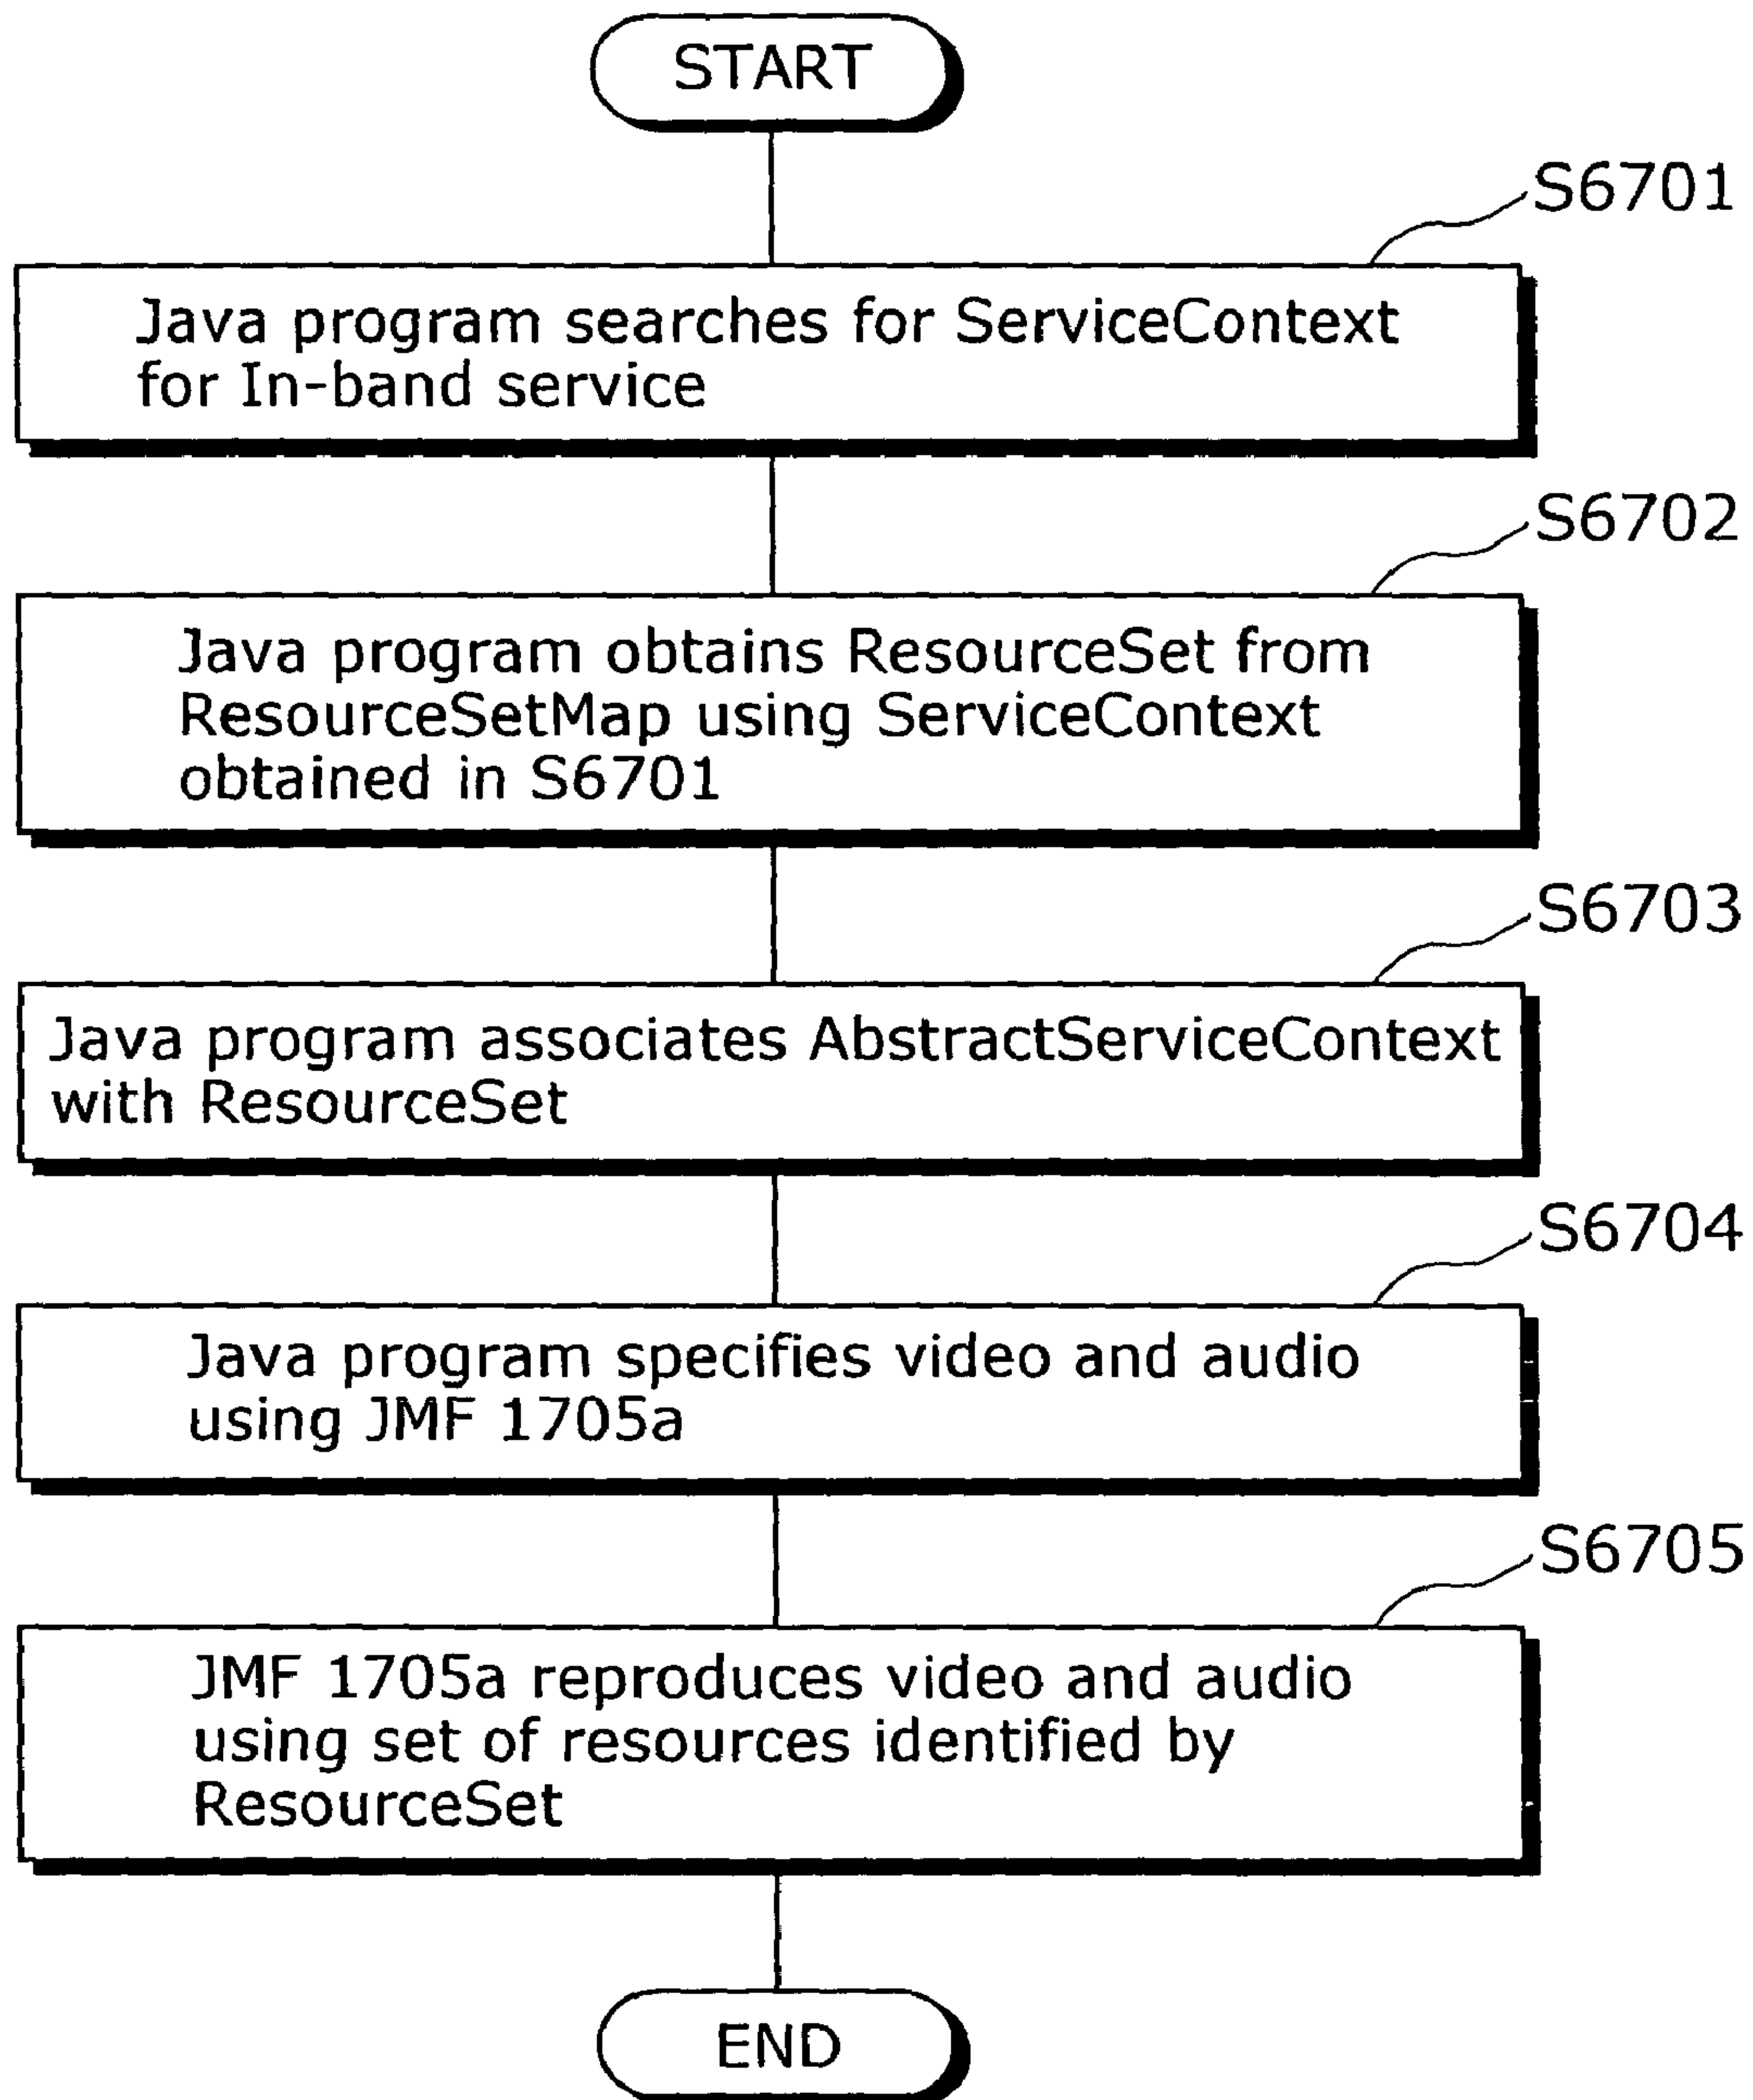 START
S6701
Java program searches for ServiceContext
for In-band service
S6702
Java program obtains ResourceSet from
ResourceSetMap using ServiceContext
obtained in S6701
S6703
Java program associates AbstractServiceContext
with ResourceSet
S6704
Java program specifies video and audio
using JMF 1705a
S6705
JMF 1705a reproduces video and audio
using set of resources identified by
ResourceSet
END